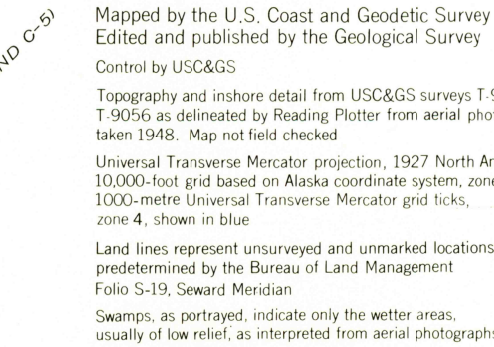 ND C-5)
Mapped by the U.S. Coast and Geodetic Survey
Edited and published by the Geological Survey
Control by USC&GS
Topography and inshore detail from USC&GS surveys
T-9056 as delineated by Reading Plotter from aerial
taken 1948. Map not field checked
Universal Transverse Mercator projection, 1927 North
10,000-foot grid based on Alaska coordinate system,
1000-metre Universal Transverse Mercator grid ticks,
zone 4, shown in blue
Land lines represent unsurveyed and unmarked locations
predetermined by the Bureau of Land Management
Folio S-19, Seward Meridian
Swamps, as portrayed, indicate only the wetter areas,
usually of low relief, as interpreted from aerial photographs